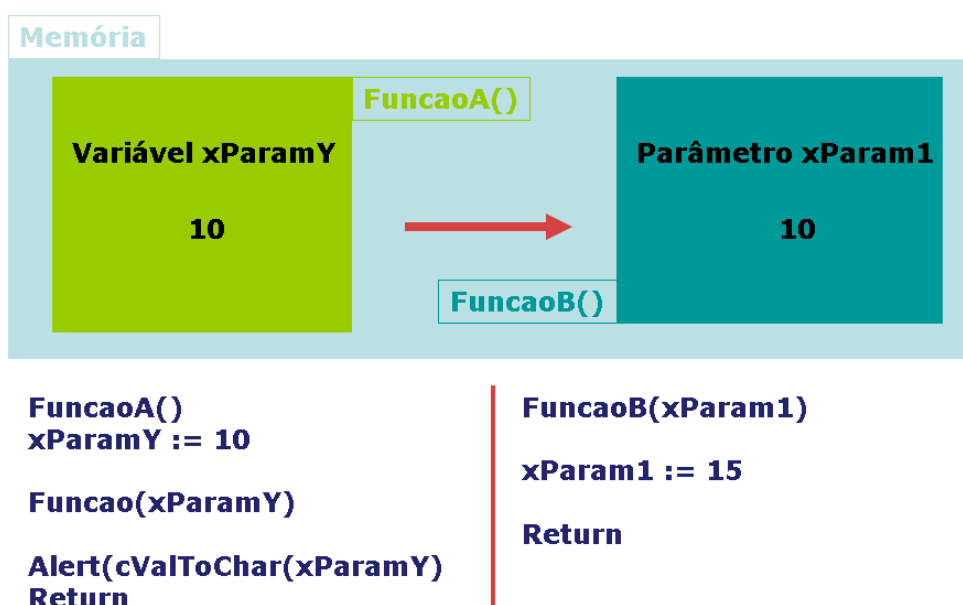 Memória
FuncaoA()
Variável xParamY
10
Parâmetro xParam1
10
FuncaoB()
FuncaoA()
xParamY := 10
Funcao(xParamY)
Alert(cValToChar(xParamY)
Return
FuncaoB(xParam1)
xParam1 := 15
Return